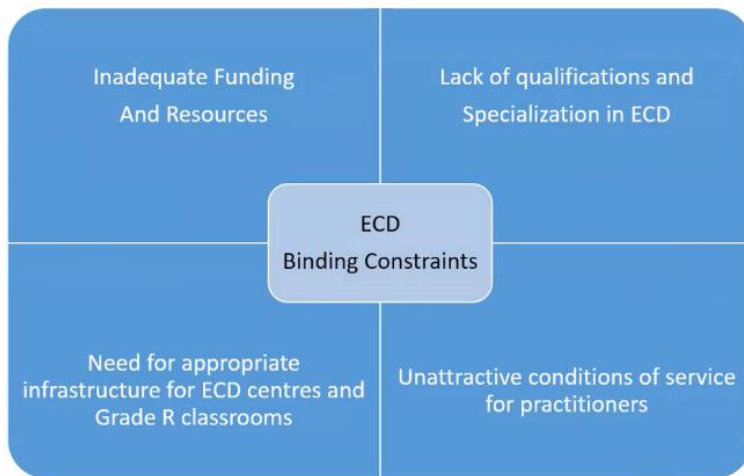 Inadequate Funding
And Resources
Lack of qualifications and
Specialization in ECD
ECD
Binding Constraints
Need for appropriate
infrastructure for ECD centres and
Grade R classrooms
Unattractive conditions of service
for practitioners